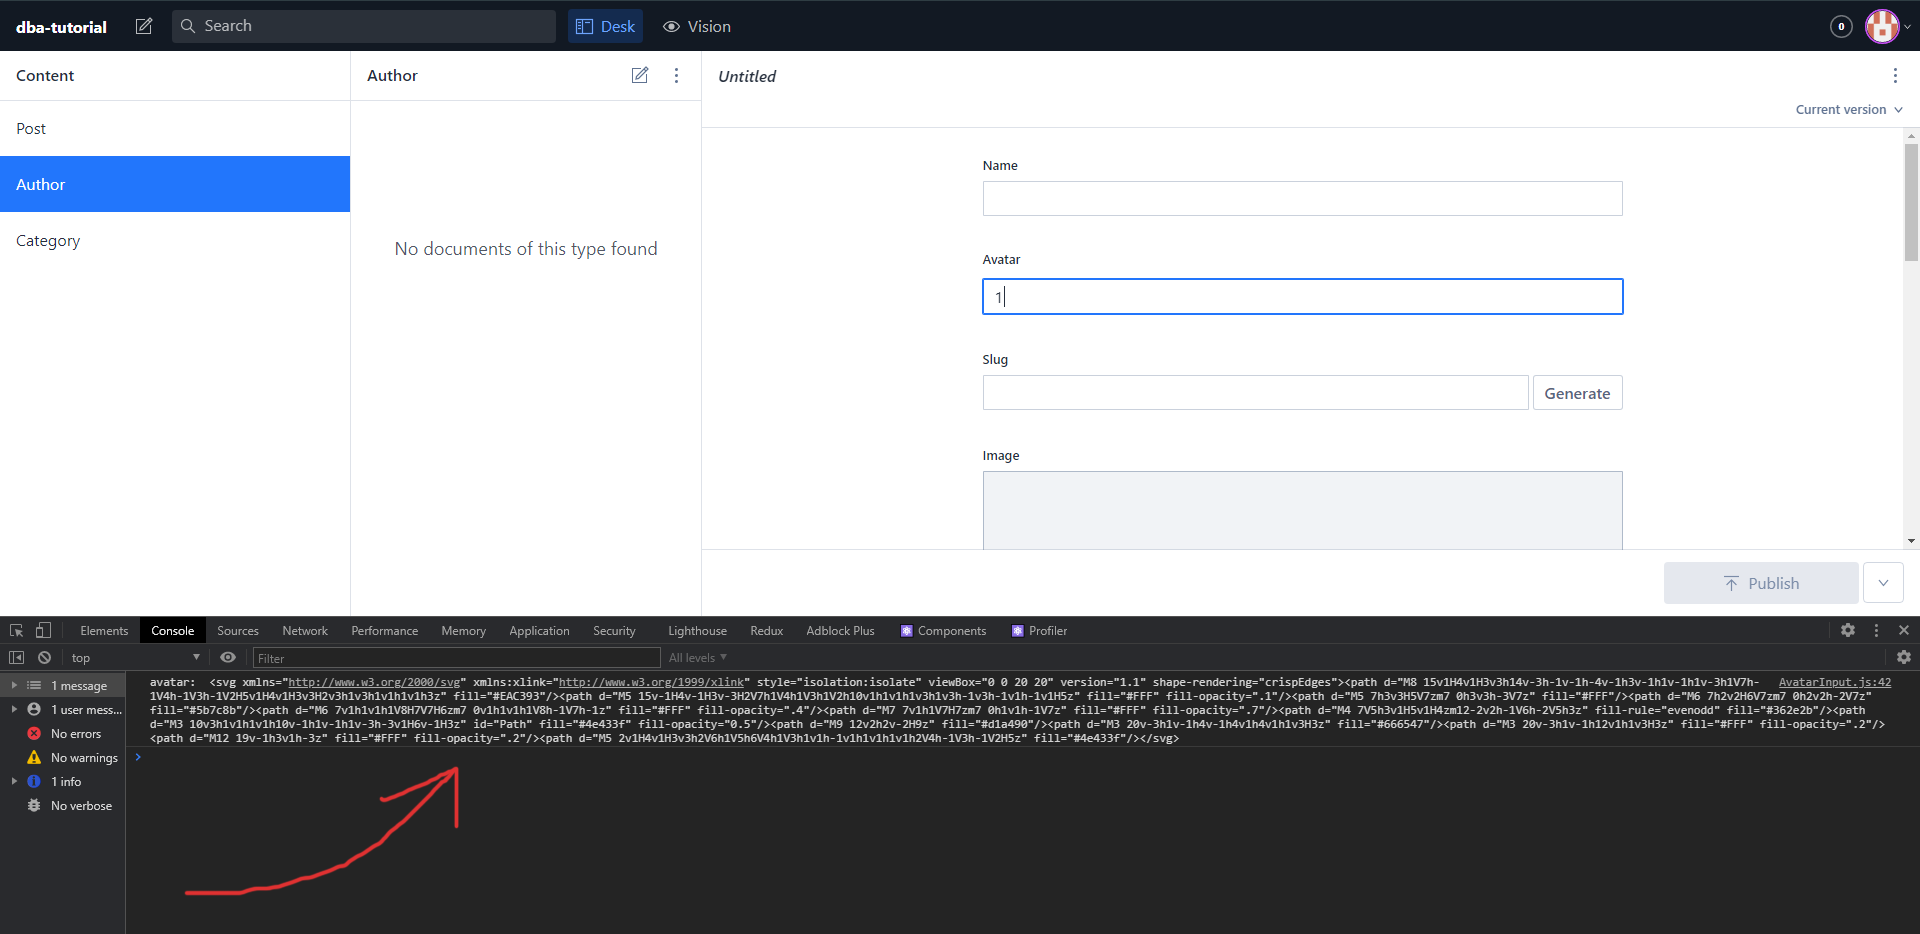 dba-tutorial Search Desk Vision 0
Content
Author
Untitled
Current version
Post
Author
Category
No documents of this type found
Name
Avatar
1
Slug
Generate
Image
Publish
Elements Console Sources Network Performance Memory Application Security Lighthouse Redux Adblock Plus Components Profiler
top Filter All levels
1 message
1 user mess...
No errors
No warnings
1 info
No verbose
avatar: <svg xmlns="http://www.w3.org/2000/svg" xmlns:xlink="http://www.w3.org/1999/xlink" style="isolation:isolate" viewBox="0 0 20 20" version="1.1" shape-rendering="crispEdges"><path d="M8 15v1H4v1H3v3h14v-3h-1v-1h-4v-1h3v-1h1v-1h1v-3h1V7h- AvatarInput.js:42
1V4h-1V3h-1V2H5v1H4v1H3v3H2v3h1v3h1v1h1v1h3z" fill="#EAC393"/><path d="M5 15v-1H4v-1H3v-3H2V7h1V4h1V3h1V2h10v1h1v1h1v3h1v3h-1v3h-1v1h-1v1H5z" fill="#FFF" fill-opacity=".1"/><path d="M5 7h3v3H5V7zm7 0h3v3h-3V7z" fill="#FFF"/><path d="M6 7h2v2H6V7zm7 0h2v2h-2V7z"
fill="#5b7c8b"/><path d="M6 7v1h1v1h1V8H7V7H6zm7 0v1h1v1h1V8h-1V7h-1z" fill="#FFF" fill-opacity=".4"/><path d="M7 7v1h1V7H7zm7 0h1v1h-1V7z" fill="#FFF" fill-opacity=".7"/><path d="M4 7V5h3v1H5v1H4zm12-2v2h-1V6h-2V5h3z" fill-rule="evenodd" fill="#362e2b"/><path
d="M3 10v3h1v1h1v1h10v-1h1v-1h1v-3h-3v1H6v-1H3z" id="Path" fill="#4e433f" fill-opacity="0.5"/><path d="M9 12v2h2v-2H9z" fill="#d1a490"/><path d="M3 20v-3h1v-1h4v-1h4v1h4v1h1v3H3z" fill="#666547"/><path d="M3 20v-3h1v-1h12v1h1v3H3z" fill="#FFF" fill-opacity=".2"/>
<path d="M12 19v-1h3v1h-3z" fill="#FFF" fill-opacity=".2"/><path d="M5 2v1H4v1H3v3h2V6h1V5h6V4h1V3h1v1h-1v1h1v1h1v1h2V4h-1V3h-1V2H5z" fill="#4e433f"/></svg>